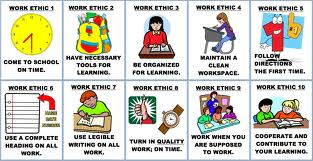 WORK ETHIC 1
COME TO SCHOOL
ON TIME.
WORK ETHIC 2
HAVE NECESSARY
TOOLS FOR
LEARNING.
WORK ETHIC 3
BE ORGANIZED
FOR LEARNING.
WORK ETHIC 4
MAINTAIN A
CLEAN
WORKSPACE.
WORK ETHIC 5
FOLLOW
DIRECTIONS
THE FIRST TIME.
WORK ETHIC 6
NAME
DATE
NUMBER
USE A COMPLETE
HEADING ON ALL
WORK.
WORK ETHIC 7
USE LEGIBLE
WRITING ON ALL
WORK.
WORK ETHIC 8
TURN IN QUALITY
WORK; ON TIME.
WORK ETHIC 9
WORK WHEN YOU
ARE SUPPOSED
TO WORK.
WORK ETHIC 10
COOPERATE AND
CONTRIBUTE TO
YOUR LEARNING.